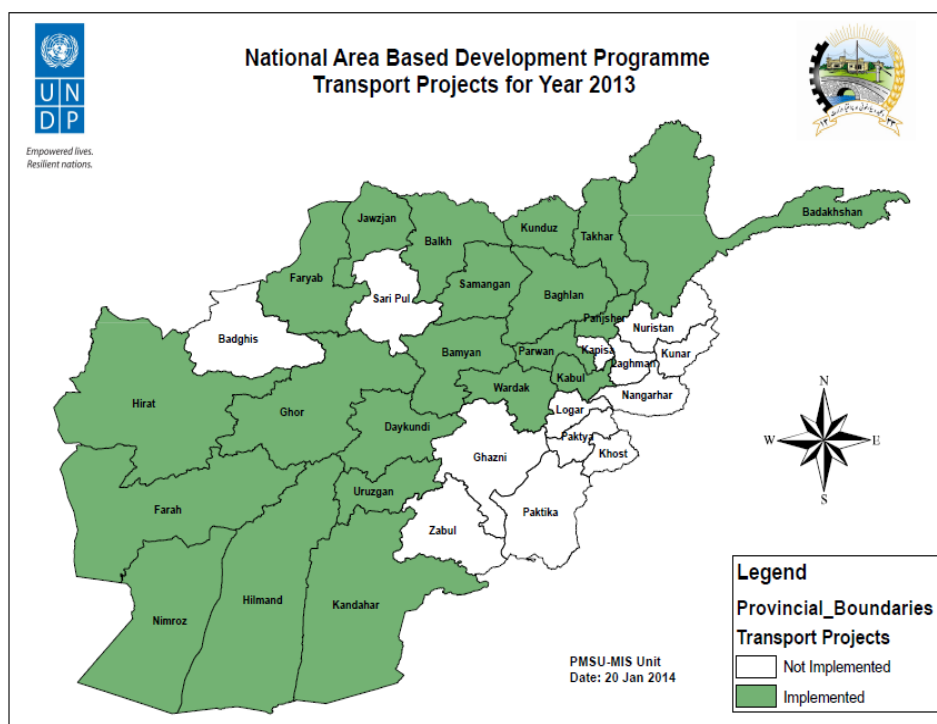 National Area Based Development Programme
Transport Projects for Year 2013
U N
D P
Empowered lives.
Resilient nations.
Jawzjan
Balkh
Kunduz
Takhar
Badakhshan
Faryab
Sari Pul
Samangan
Baghlan
Panjsher
Nuristan
Badghis
Bamyan
Parwan
Kapisa
Laghman
Kunar
Kabul
Wardak
Nangarhar
Hirat
Ghor
Daykundi
Logar
Paktya
Khost
Ghazni
Uruzgan
Farah
Zabul
Paktika
Nimroz
Hilmand
Kandahar
N
W E
S
Legend
Provincial_Boundaries
Transport Projects
Not Implemented
Implemented
PMSU-MIS Unit
Date: 20 Jan 2014